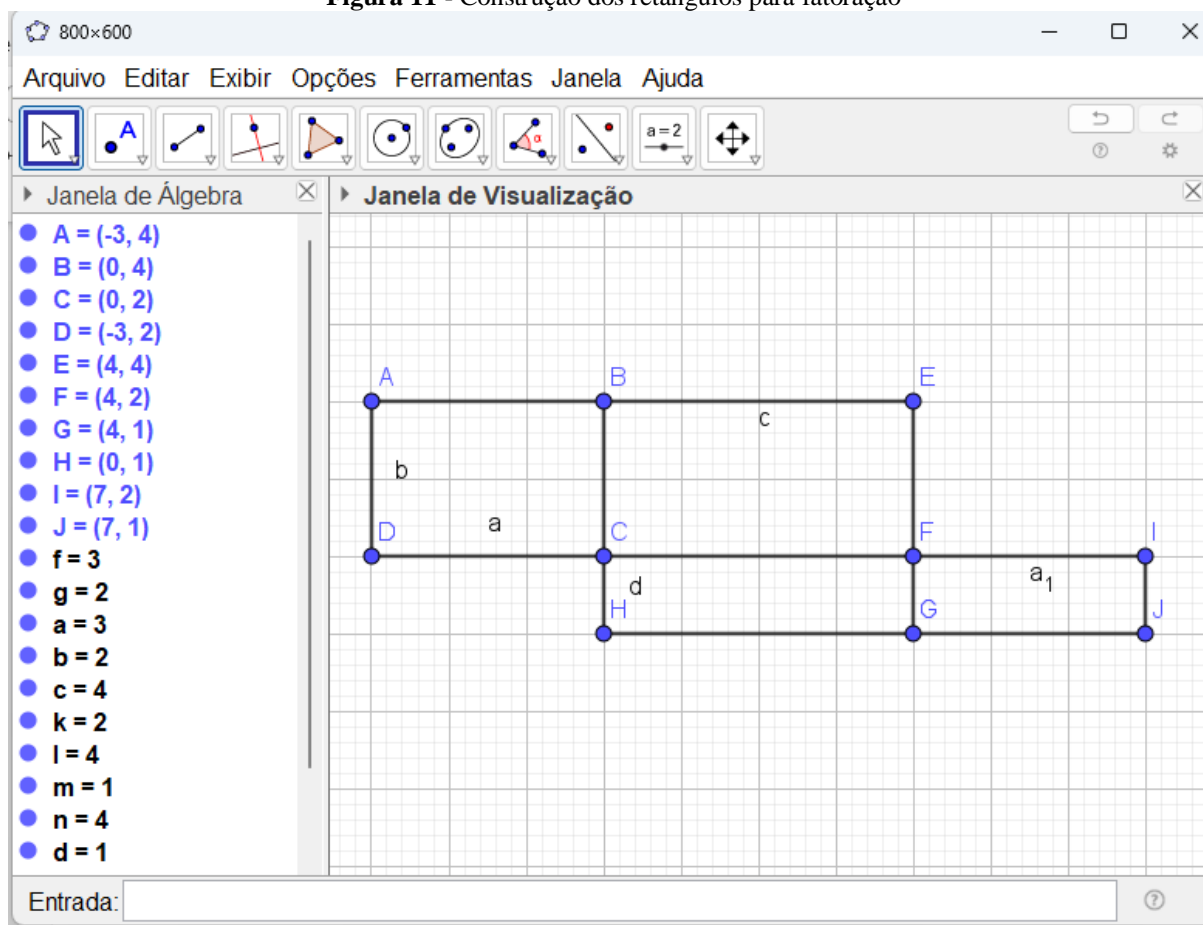 Figura 11 - Construção dos retângulos para fatoração
800×600
Arquivo Editar Exibir Opções Ferramentas Janela Ajuda
A α a = 2
Janela de Álgebra
Janela de Visualização
A = (-3, 4)
B = (0, 4)
C = (0, 2)
D = (-3, 2)
E = (4, 4)
F = (4, 2)
G = (4, 1)
H = (0, 1)
I = (7, 2)
J = (7, 1)
f = 3
g = 2
a = 3
b = 2
c = 4
k = 2
l = 4
m = 1
n = 4
d = 1
A B E
c
b
a
D C F I
d a₁
H G J
Entrada: